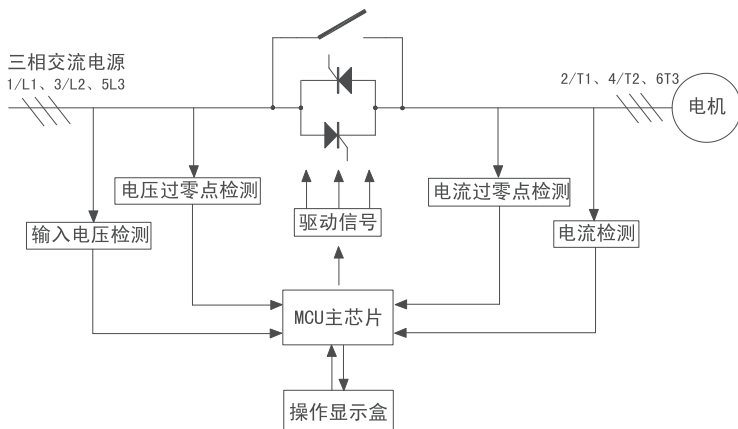 三相交流电源
1/L1、3/L2、5L3
2/T1、4/T2、6T3
电机
电压过零点检测
电流过零点检测
输入电压检测
驱动信号
电流检测
MCU主芯片
操作显示盒